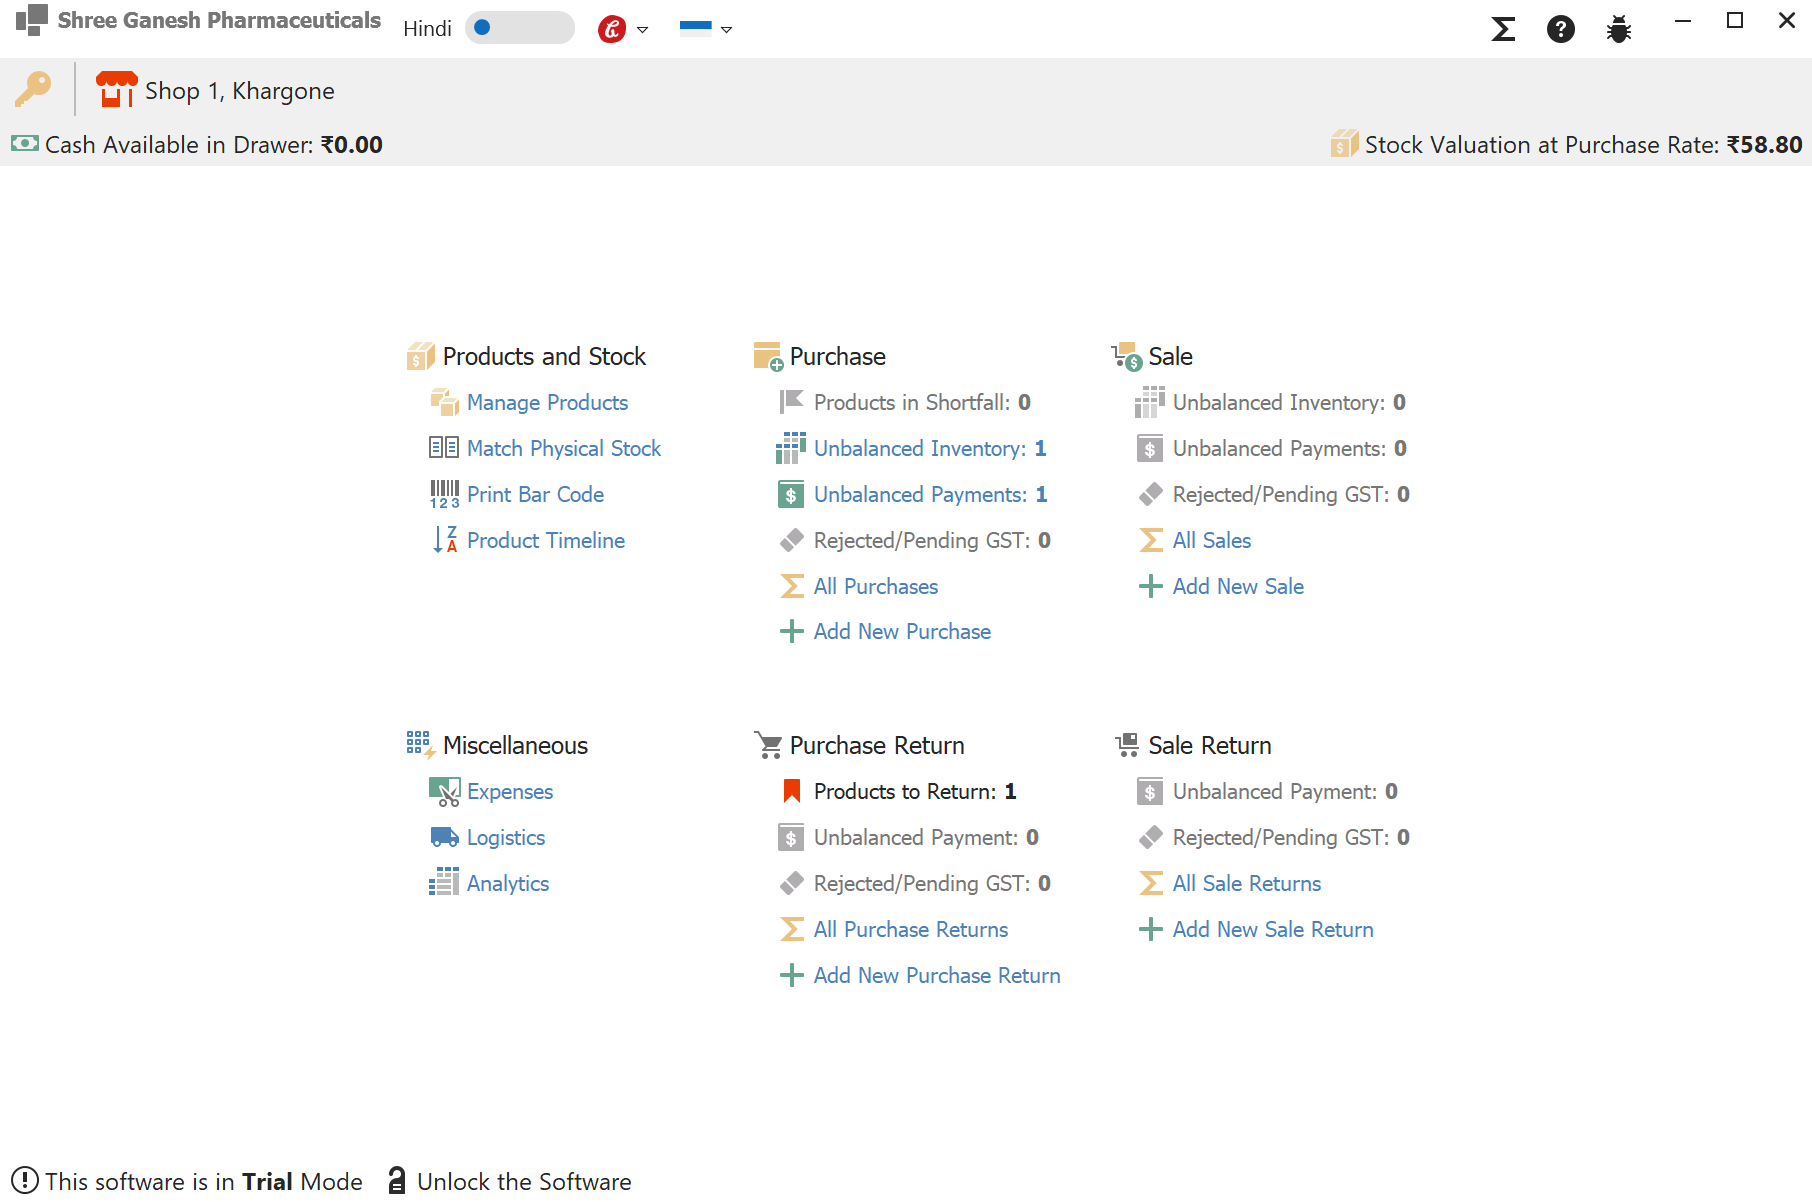 Shree Ganesh Pharmaceuticals
Hindi
Shop 1, Khargone
Cash Available in Drawer: ₹0.00
Stock Valuation at Purchase Rate: ₹58.80
Products and Stock
Manage Products
Match Physical Stock
Print Bar Code
Product Timeline
Purchase
Products in Shortfall: 0
Unbalanced Inventory: 1
Unbalanced Payments: 1
Rejected/Pending GST: 0
All Purchases
Add New Purchase
Sale
Unbalanced Inventory: 0
Unbalanced Payments: 0
Rejected/Pending GST: 0
All Sales
Add New Sale
Miscellaneous
Expenses
Logistics
Analytics
Purchase Return
Products to Return: 1
Unbalanced Payment: 0
Rejected/Pending GST: 0
All Purchase Returns
Add New Purchase Return
Sale Return
Unbalanced Payment: 0
Rejected/Pending GST: 0
All Sale Returns
Add New Sale Return
This software is in Trial Mode
Unlock the Software